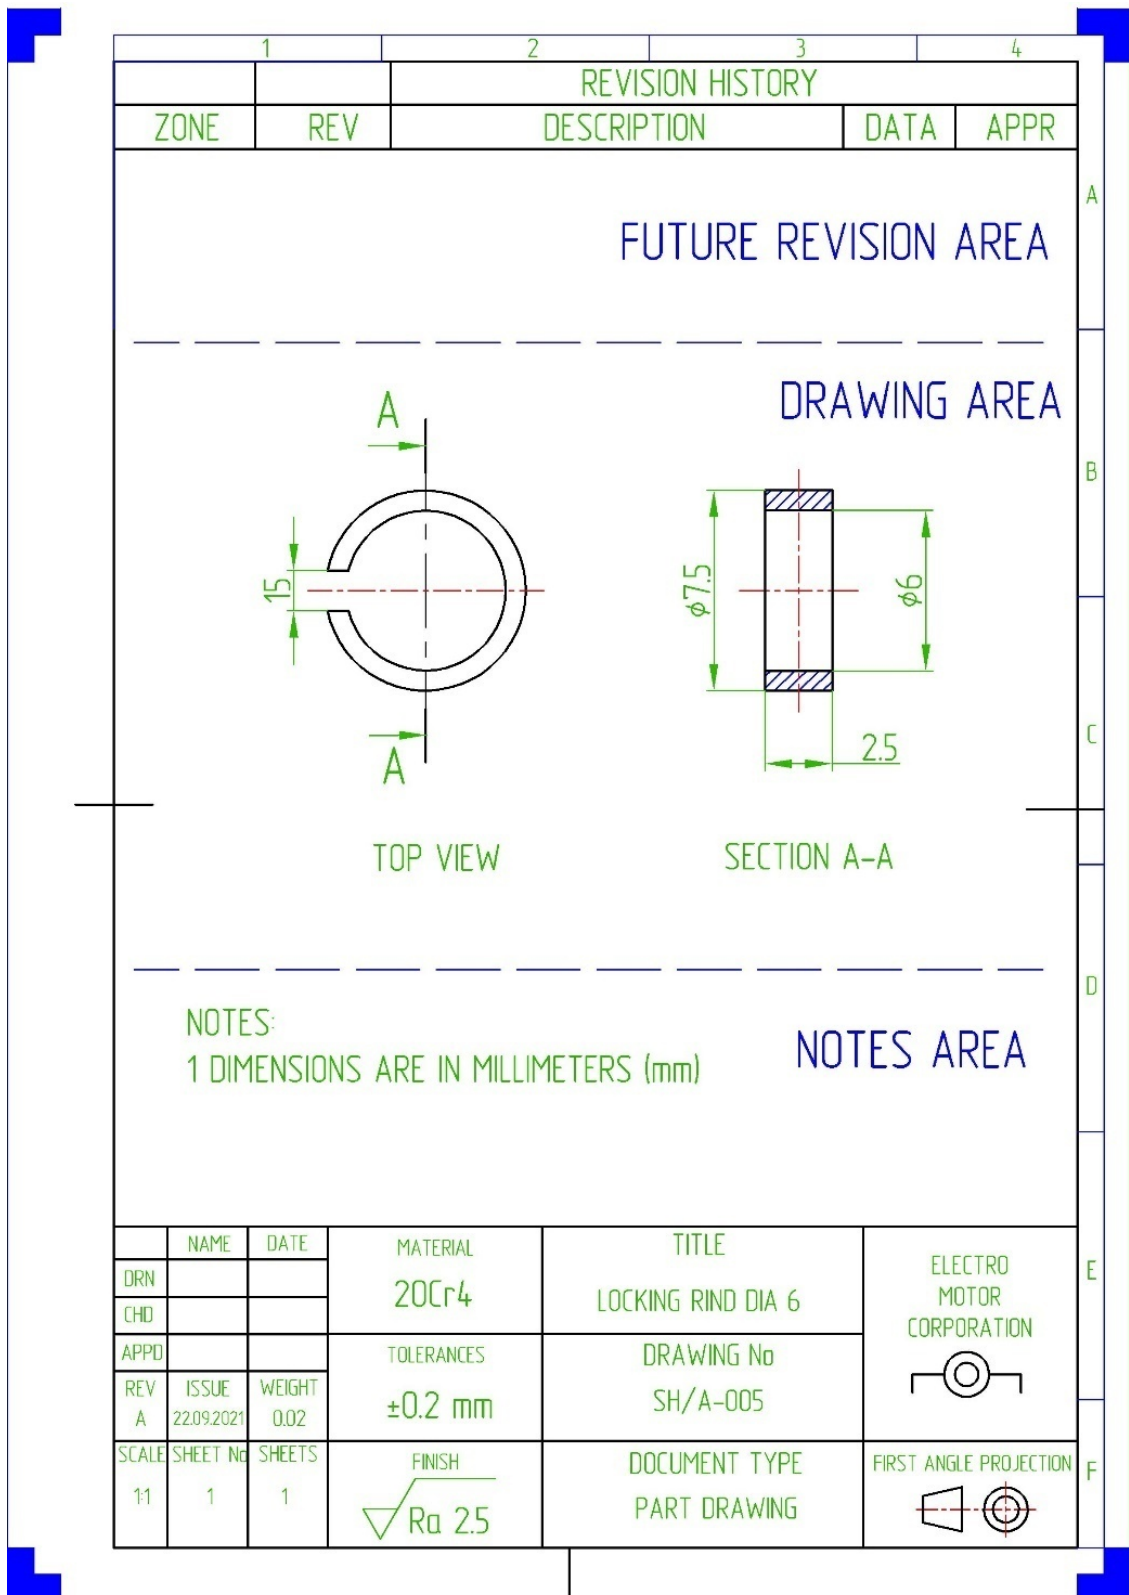 1 2 3 4
REVISION HISTORY
ZONE REV DESCRIPTION DATA APPR
A
FUTURE REVISION AREA
DRAWING AREA
A
B
15
φ7.5
φ6
2.5
A
C
TOP VIEW
SECTION A-A
D
NOTES:
1 DIMENSIONS ARE IN MILLIMETERS (mm)
NOTES AREA
NAME DATE
DRN
CHD
APPD
REV ISSUE WEIGHT
A 22.09.2021 0.02
SCALE SHEET No SHEETS
1:1 1 1
MATERIAL
20Cr4
TOLERANCES
±0.2 mm
FINISH
Ra 2.5
TITLE
LOCKING RIND DIA 6
DRAWING No
SH/A-005
DOCUMENT TYPE
PART DRAWING
ELECTRO
MOTOR
CORPORATION
FIRST ANGLE PROJECTION
E
F